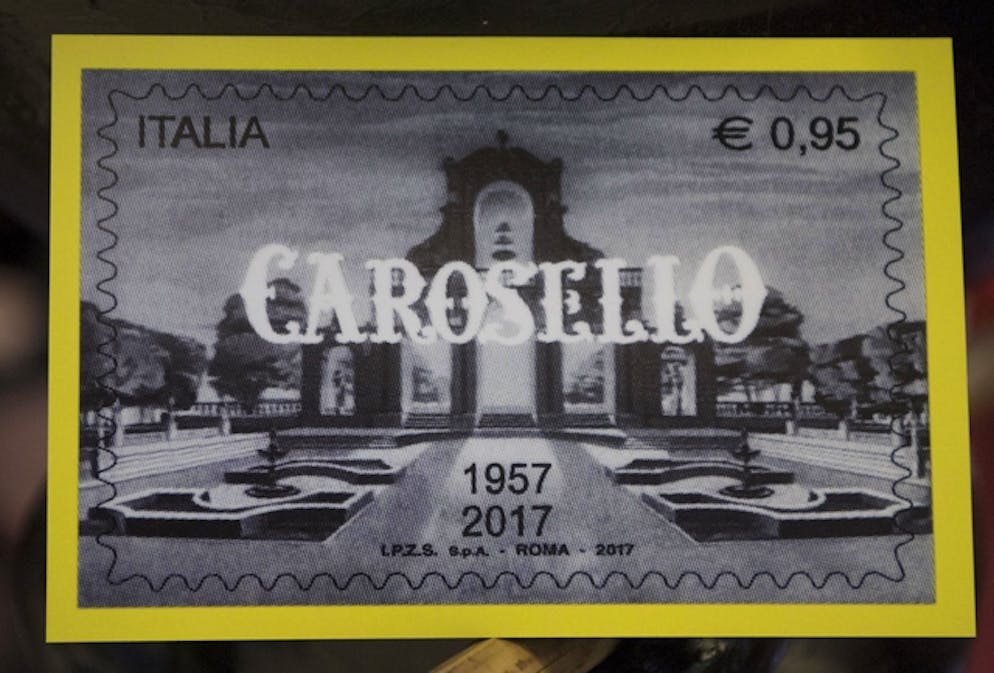 ITALIA
€ 0,95
CAROSELLO
1957
2017
I.P.Z.S. S.p.A. - ROMA - 2017